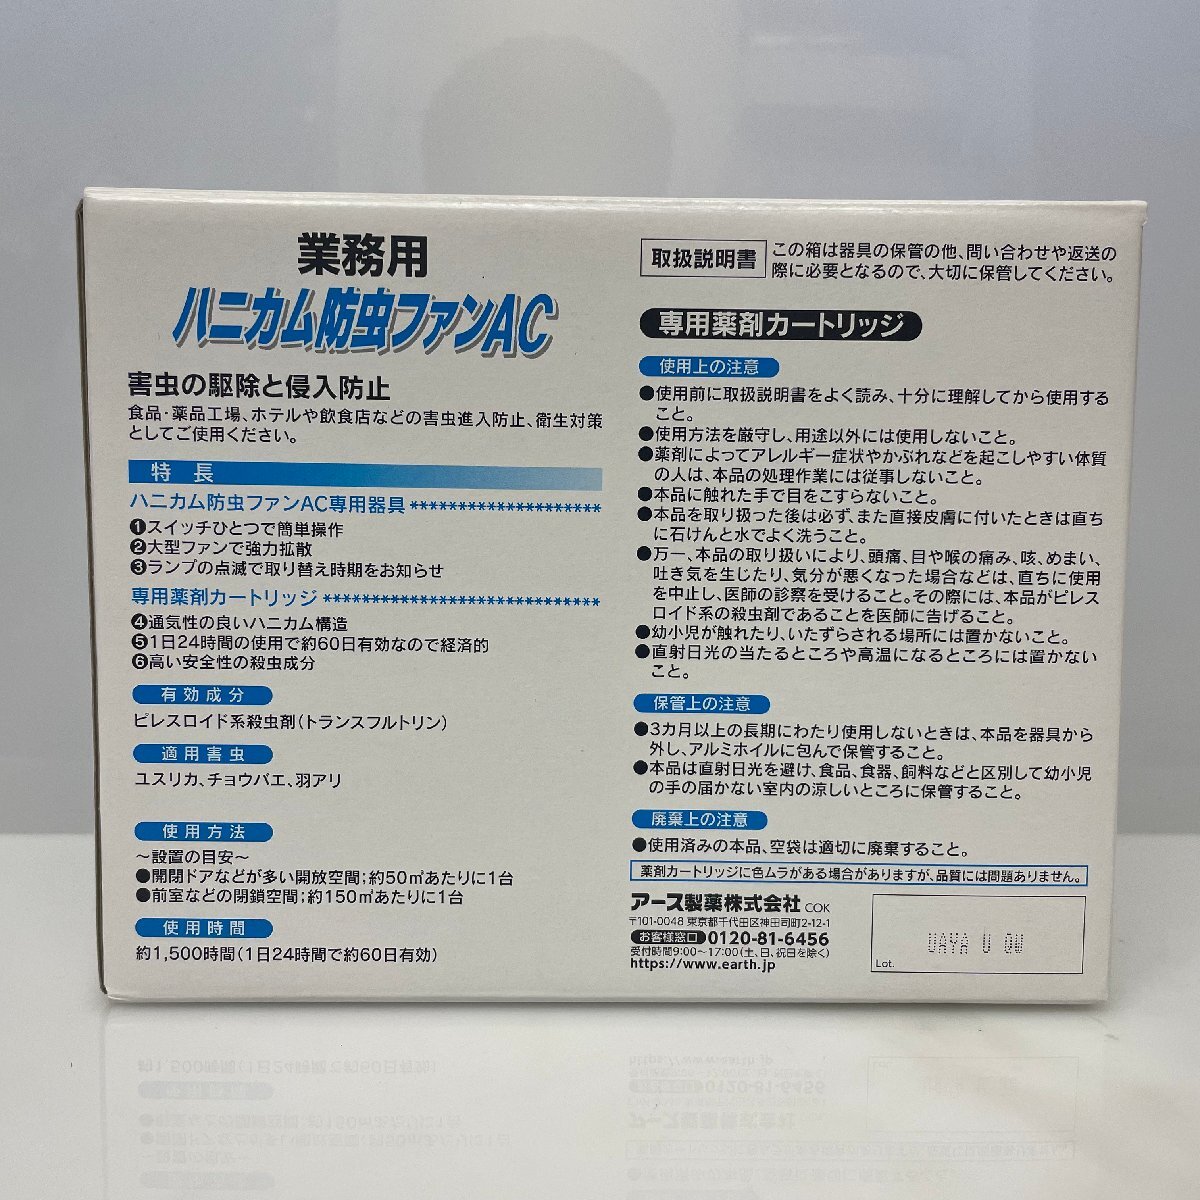 業務用
ハニカム防虫ファンAC
害虫の駆除と侵入防止
食品・薬品工場、ホテルや飲食店などの害虫進入防止、衛生対策
としてご使用ください。
特長
ハニカム防虫ファンAC専用器具********************
❶スイッチひとつで簡単操作
❷大型ファンで強力拡散
❸ランプの点滅で取り替え時期をお知らせ
専用薬剤カートリッジ*****************************
❹通気性の良いハニカム構造
❺1日24時間の使用で約60日有効なので経済的
❻高い安全性の殺虫成分
有効成分
ピレスロイド系殺虫剤(トランスフルトリン)
適用害虫
ユスリカ、チョウバエ、羽アリ
使用方法
〜設置の目安〜
●開閉ドアなどが多い開放空間;約50㎡あたりに1台
●前室などの閉鎖空間;約150㎡あたりに1台
使用時間
約1,500時間(1日24時間で約60日有効)
取扱説明書
この箱は器具の保管の他、問い合わせや返送の
際に必要となるので、大切に保管してください。
専用薬剤カートリッジ
使用上の注意
●使用前に取扱説明書をよく読み、十分に理解してから使用する
こと。
●使用方法を厳守し、用途以外には使用しないこと。
●薬剤によってアレルギー症状やかぶれなどを起こしやすい体質
の人は、本品の処理作業には従事しないこと。
●本品に触れた手で目をこすらないこと。
●本品を取り扱った後は必ず、また直接皮膚に付いたときは直ち
に石けんと水でよく洗うこと。
●万一、本品の取り扱いにより、頭痛、目や喉の痛み、咳、めまい、
吐き気を生じたり、気分が悪くなった場合などは、直ちに使用
を中止し、医師の診察を受けること。その際には、本品がピレス
ロイド系の殺虫剤であることを医師に告げること。
●幼小児が触れたり、いたずらされる場所には置かないこと。
●直射日光の当たるところや高温になるところには置かない
こと。
保管上の注意
●3カ月以上の長期にわたり使用しないときは、本品を器具から
外し、アルミホイルに包んで保管すること。
●本品は直射日光を避け、食品、食器、飼料などと区別して幼小児
の手の届かない室内の涼しいところに保管すること。
廃棄上の注意
●使用済みの本品、空袋は適切に廃棄すること。
薬剤カートリッジに色ムラがある場合がありますが、品質には問題ありません。
アース製薬株式会社 COK
〒101-0048 東京都千代田区神田司町2-12-1
お客様窓口 0120-81-6456
受付時間9:00〜17:00(土、日、祝日を除く)
https://www.earth.jp
Lot.